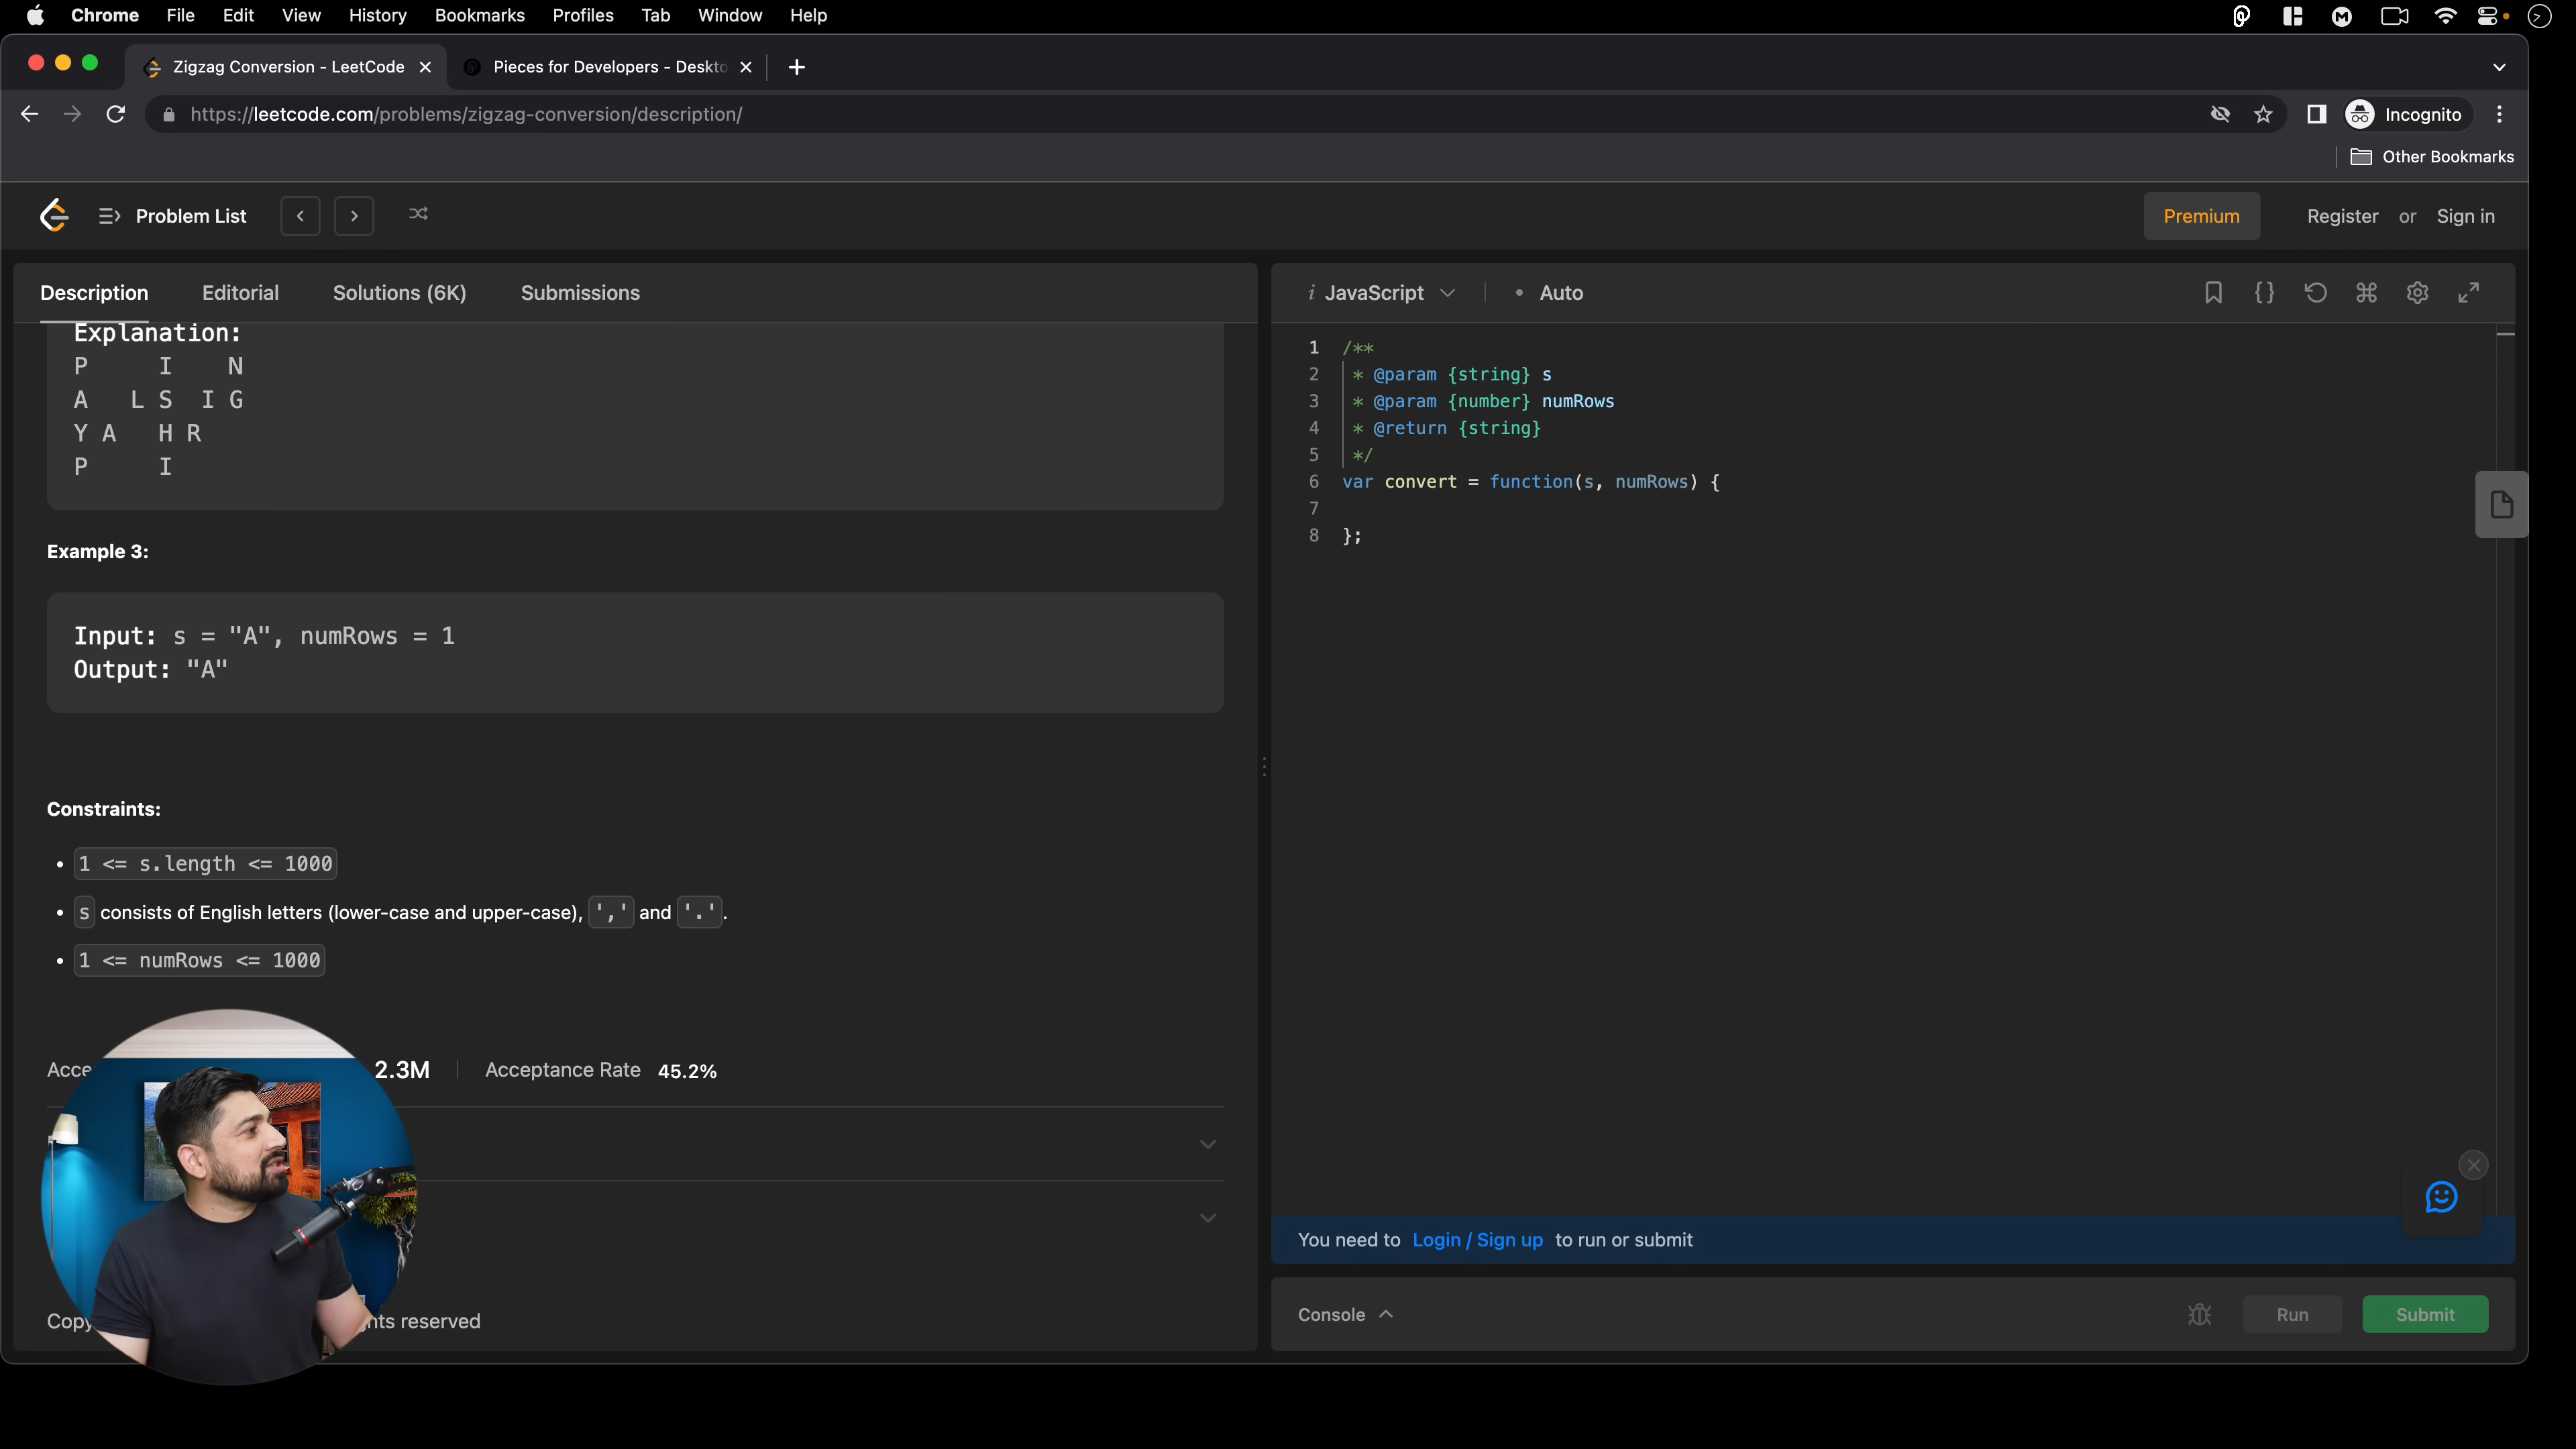 Chrome File Edit View History Bookmarks Profiles Tab Window Help
Zigzag Conversion - LeetCode
Pieces for Developers - Deskto
https://leetcode.com/problems/zigzag-conversion/description/
Incognito
Other Bookmarks
Problem List
Premium
Register or Sign in
Description Editorial Solutions (6K) Submissions
Explanation:
P I N
A L S I G
Y A H R
P I
Example 3:
Input: s = "A", numRows = 1
Output: "A"
Constraints:
• 1 <= s.length <= 1000
• s consists of English letters (lower-case and upper-case), ',' and '.'.
• 1 <= numRows <= 1000
Acce 2.3M Acceptance Rate 45.2%
Copy hts reserved
i JavaScript • Auto
{}
1 /**
2 * @param {string} s
3 * @param {number} numRows
4 * @return {string}
5 */
6 var convert = function(s, numRows) {
7
8 };
You need to Login / Sign up to run or submit
Console Run Submit